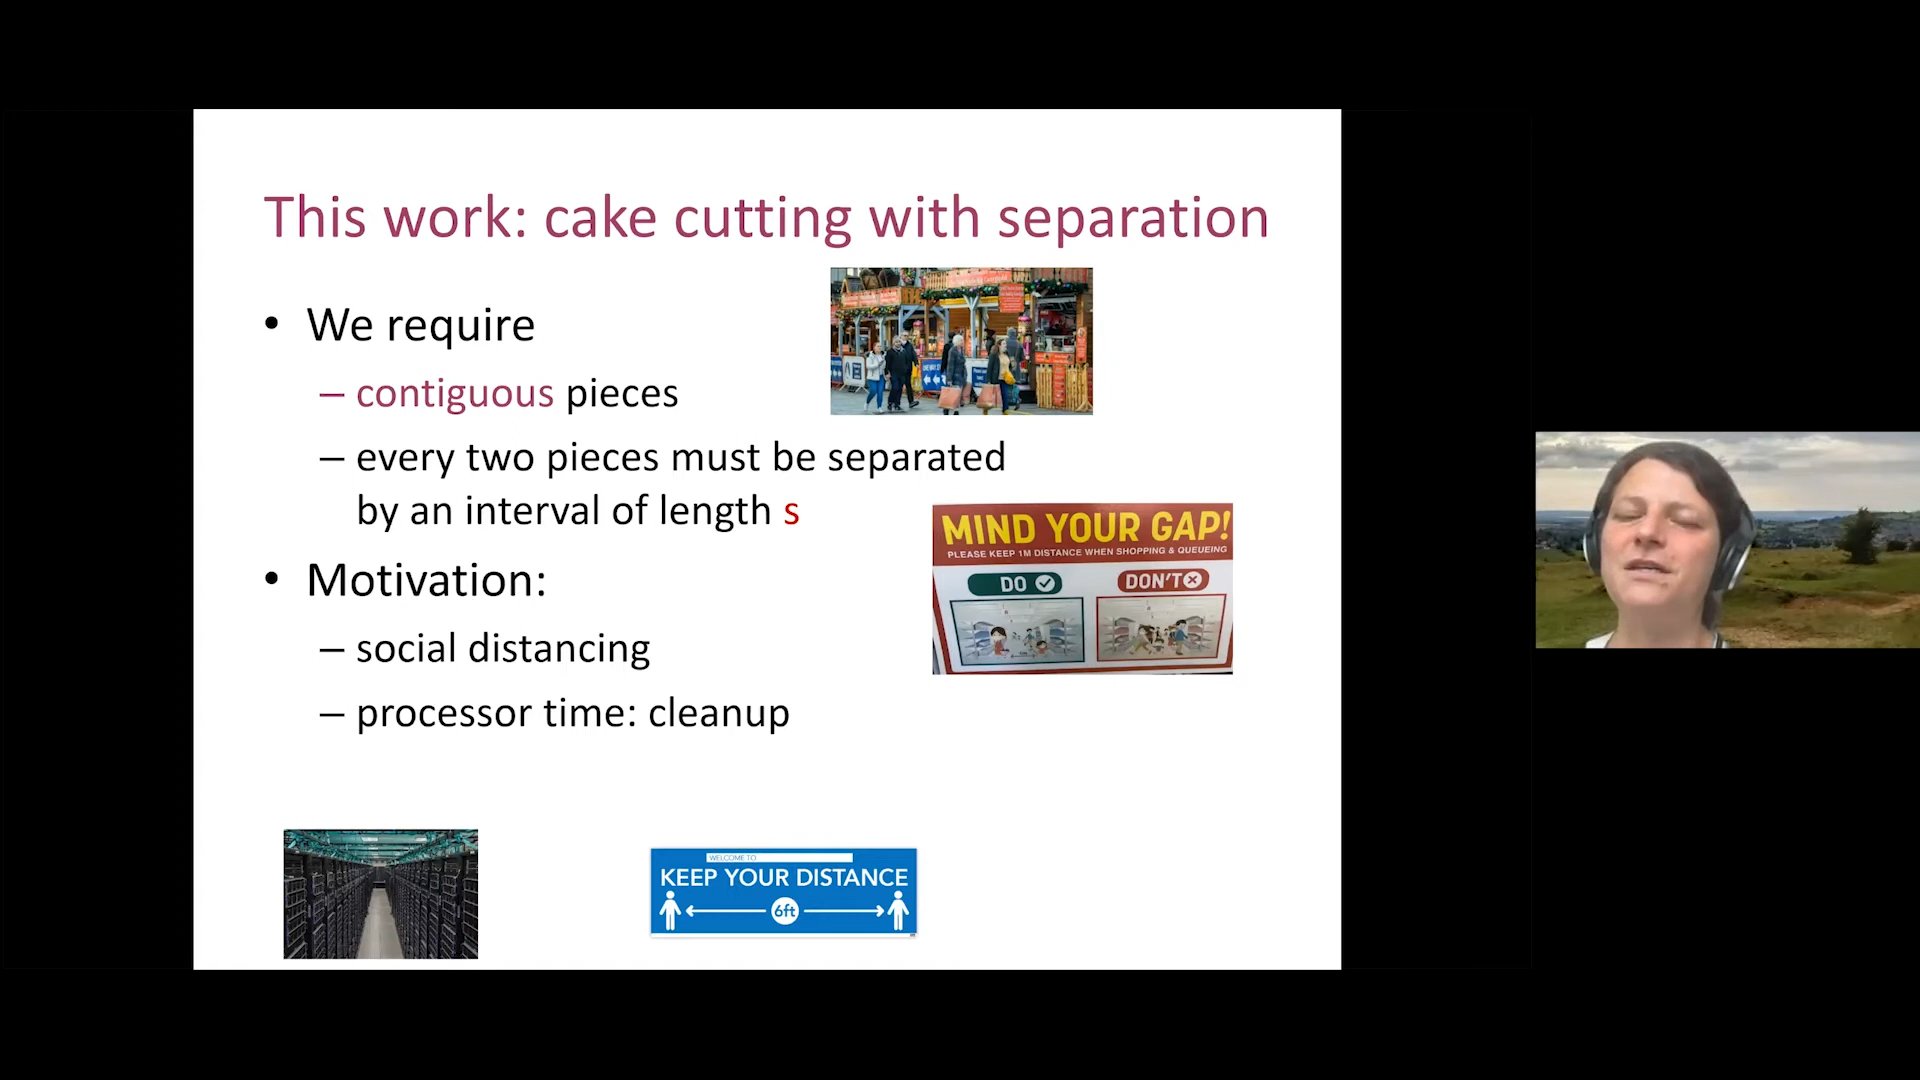 This work: cake cutting with separation
• We require
– contiguous pieces
– every two pieces must be separated
by an interval of length s
• Motivation:
– social distancing
– processor time: cleanup
MIND YOUR GAP!
PLEASE KEEP 1M DISTANCE WHEN SHOPPING & QUEUEING
DO
DON'T
WELCOME TO
KEEP YOUR DISTANCE
6ft